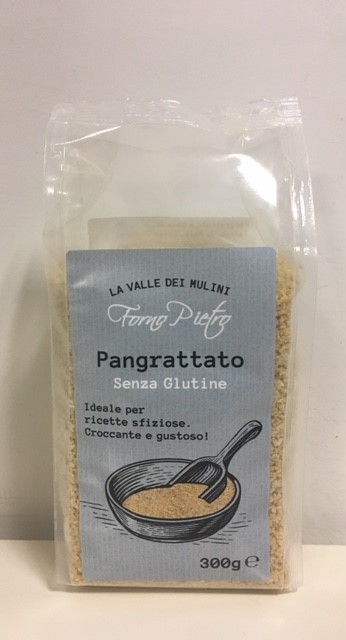 LA VALLE DEI MULINI
Forno Pietro
Pangrattato
Senza Glutine
Ideale per
ricette sfiziose.
Croccante e gustoso!
300g ℮